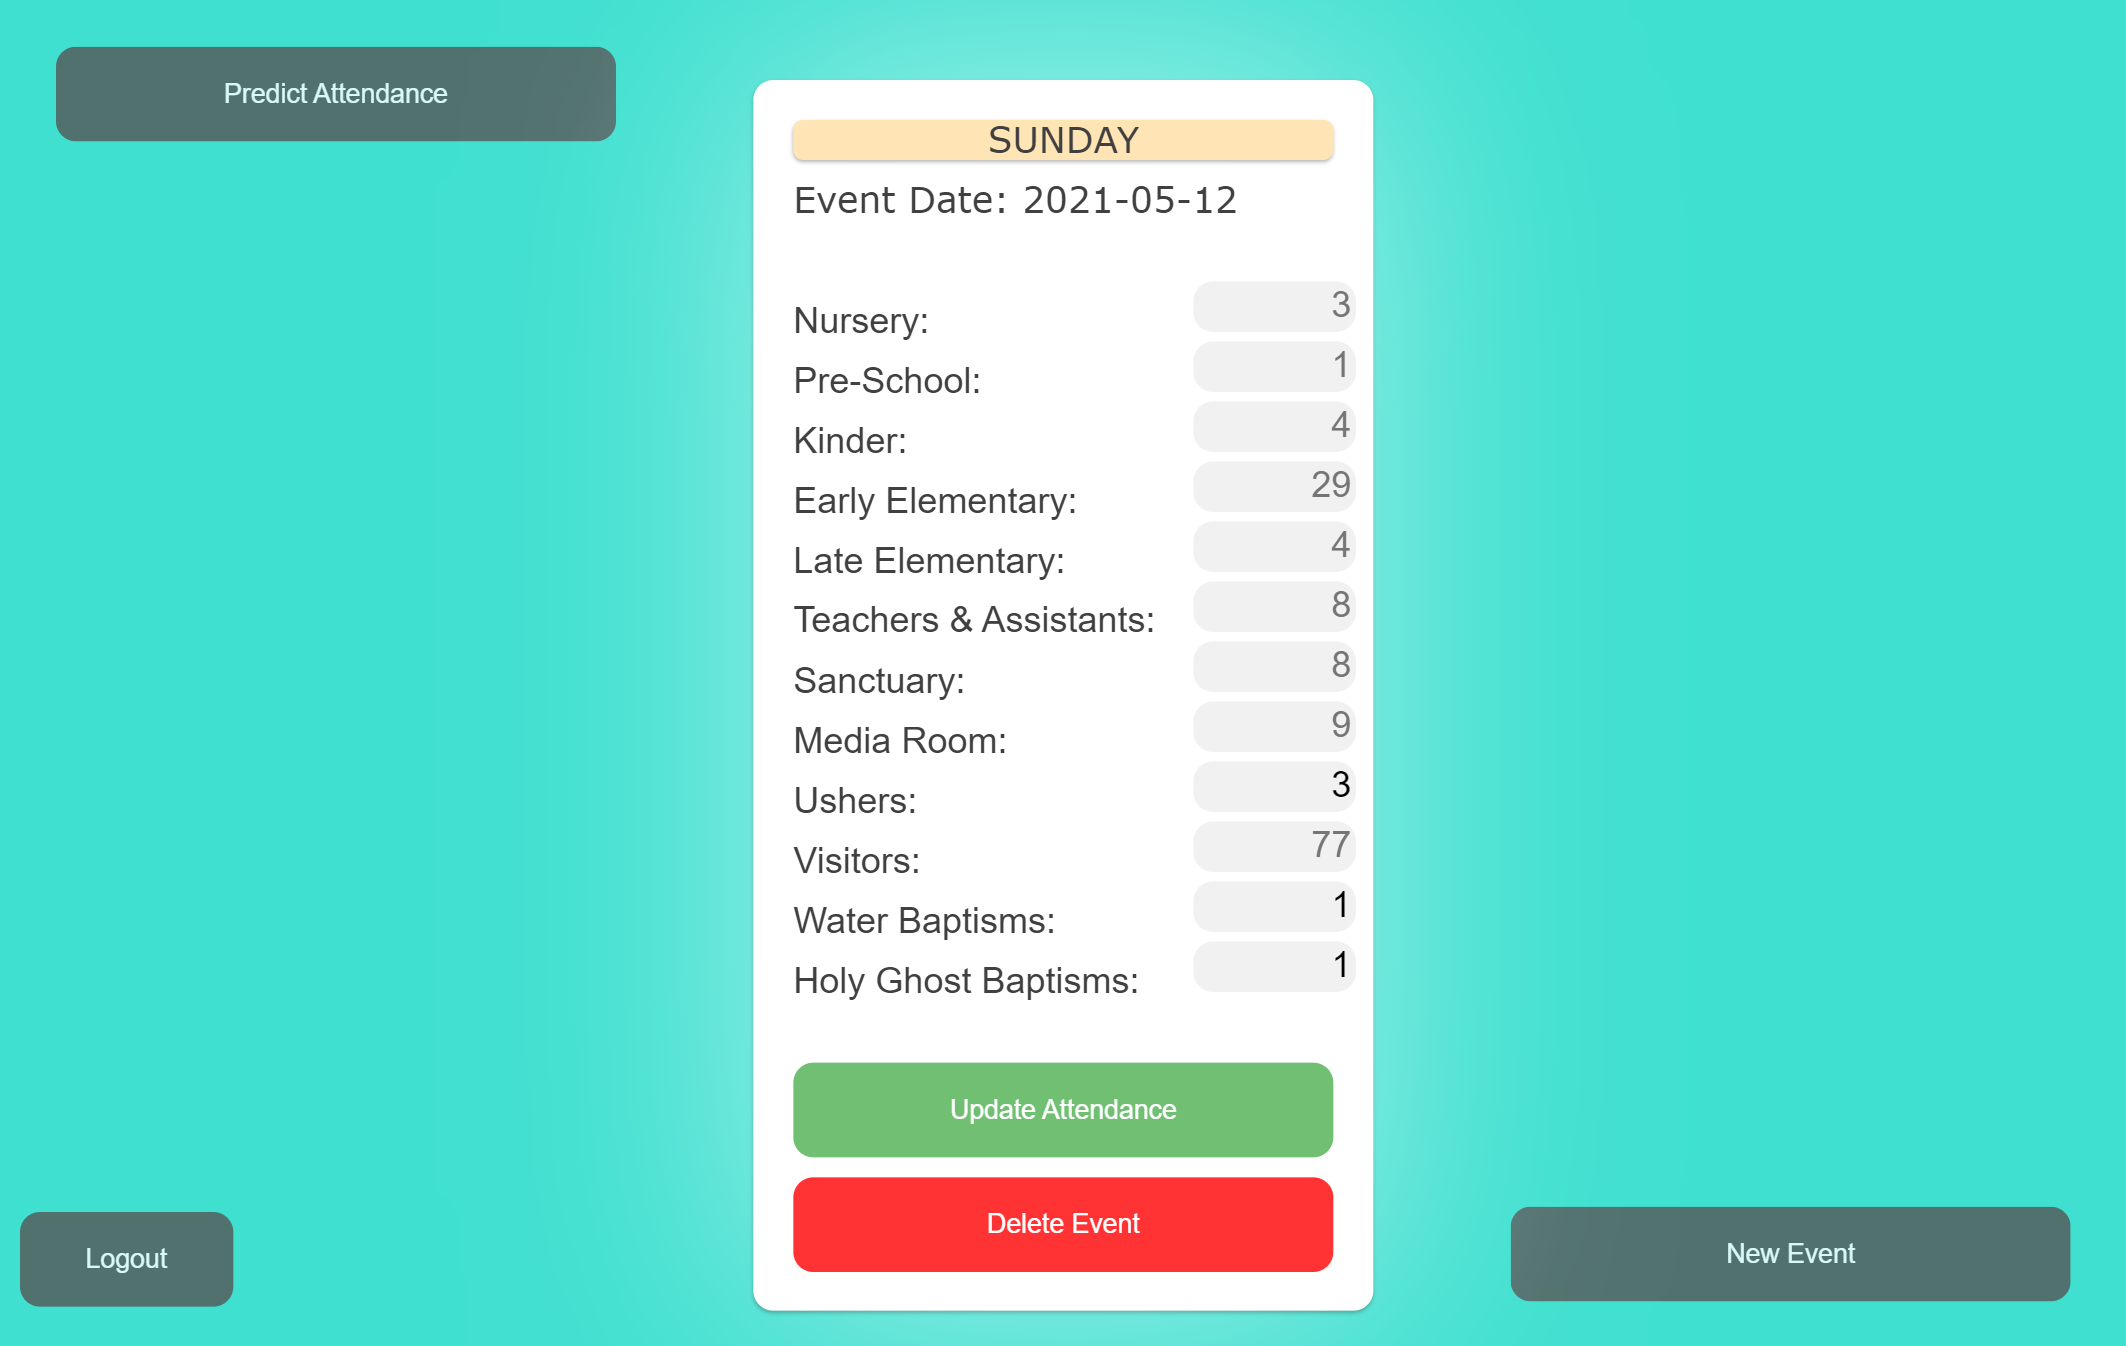 Predict Attendance
SUNDAY
Event Date: 2021-05-12
Nursery: 3
Pre-School: 1
Kinder: 4
Early Elementary: 29
Late Elementary: 4
Teachers & Assistants: 8
Sanctuary: 8
Media Room: 9
Ushers: 3
Visitors: 77
Water Baptisms: 1
Holy Ghost Baptisms: 1
Update Attendance
Delete Event
Logout
New Event